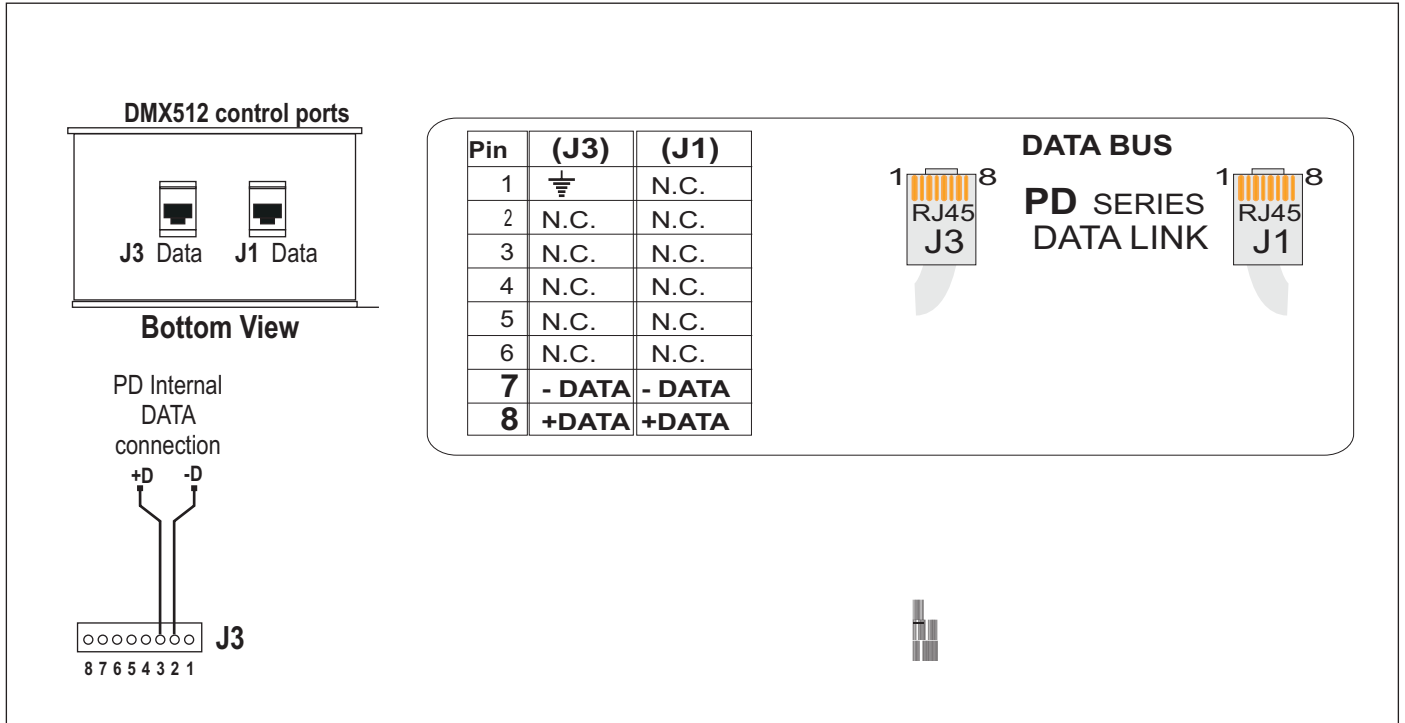 DMX512 control ports
J3 Data J1 Data
Bottom View
PD Internal
DATA
connection
+D -D
J3
8 7 6 5 4 3 2 1
Pin (J3) (J1)
1 N.C.
2 N.C. N.C.
3 N.C. N.C.
4 N.C. N.C.
5 N.C. N.C.
6 N.C. N.C.
7 - DATA - DATA
8 +DATA +DATA
DATA BUS
1 8
RJ45
J3
PD SERIES
DATA LINK
1 8
RJ45
J1